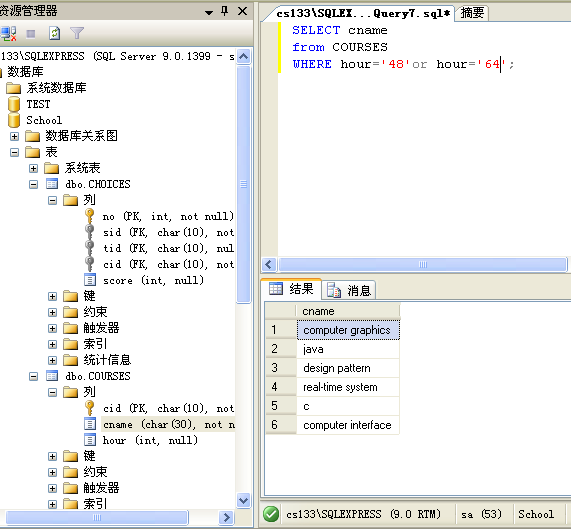 资源管理器
133\SQLEXPRESS (SQL Server 9.0.1399 - s
数据库
系统数据库
TEST
School
数据库关系图
表
系统表
dbo.CHOICES
列
no (PK, int, not null)
sid (FK, char(10), not
tid (FK, char(10), nul
cid (FK, char(10), not
score (int, null)
键
约束
触发器
索引
统计信息
dbo.COURSES
列
cid (PK, char(10), not
cname (char(30), not n
hour (int, null)
键
约束
触发器
索引
cs133\SQLEX...Query7.sql* 摘要
SELECT cname
from COURSES
WHERE hour='48'or hour='64';
结果 消息
cname
1 computer graphics
2 java
3 design pattern
4 real-time system
5 c
6 computer interface
cs133\SQLEXPRESS (9.0 RTM) sa (53) School